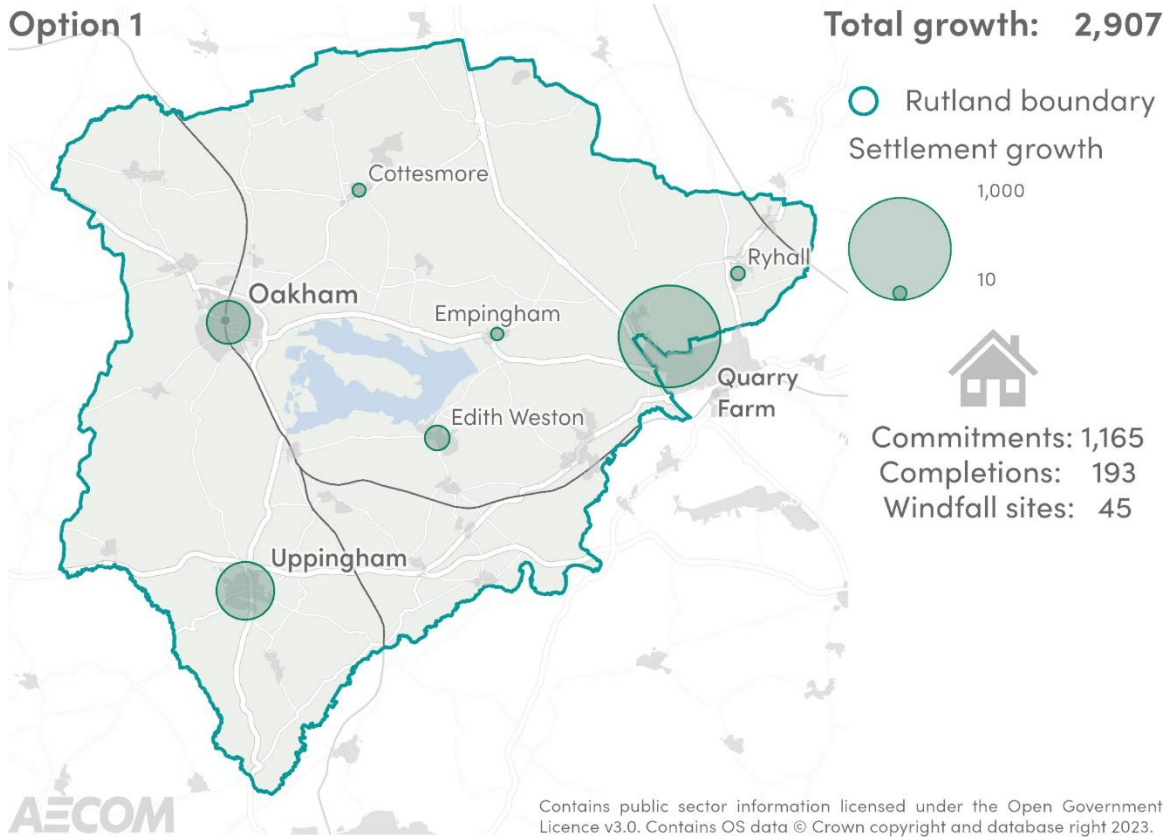 Option 1
Total growth: 2,907
Rutland boundary
Settlement growth
1,000
10
Cottesmore
Ryhall
Oakham
Empingham
Quarry
Farm
Edith Weston
Commitments: 1,165
Completions: 193
Windfall sites: 45
Uppingham
AECOM
Contains public sector information licensed under the Open Government
Licence v3.0. Contains OS data © Crown copyright and database right 2023.